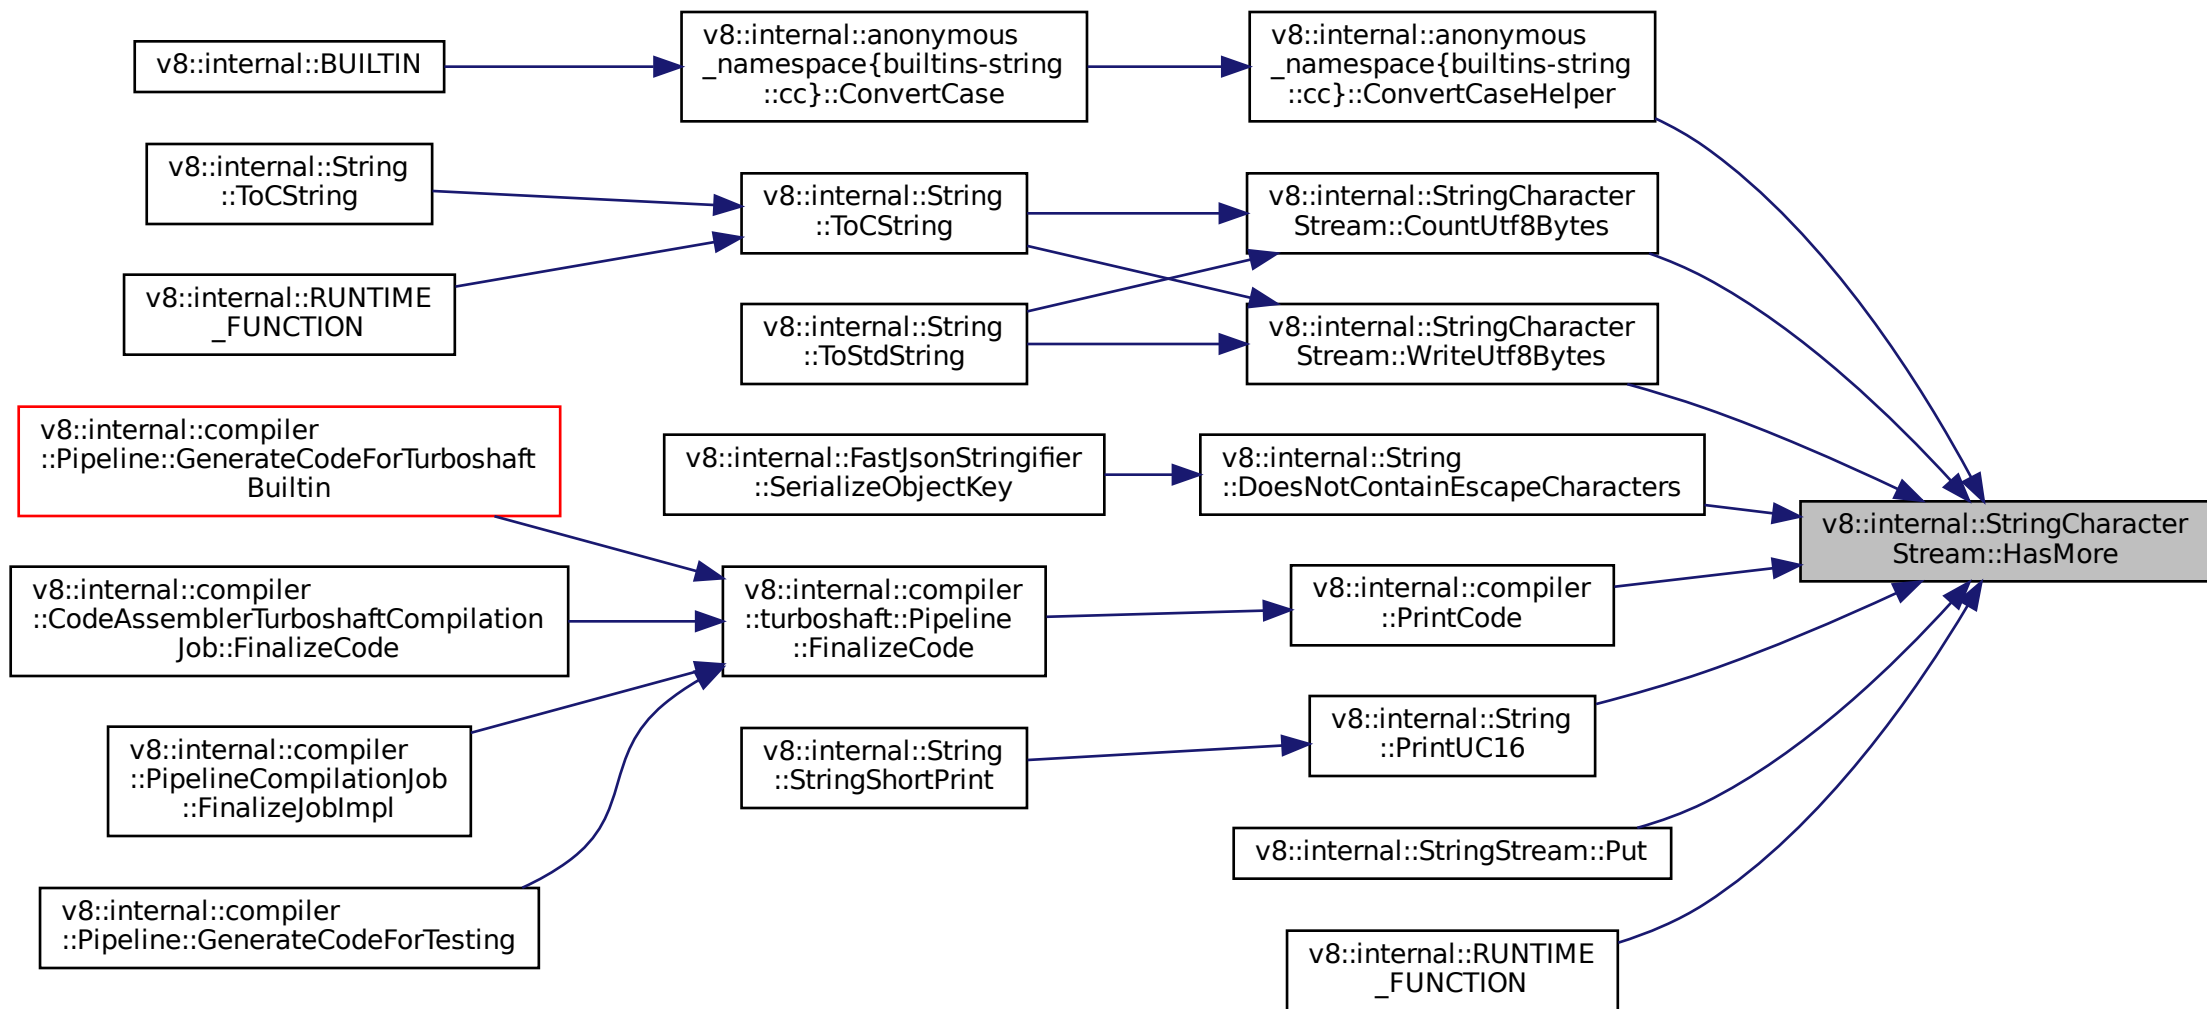 v8::internal::BUILTIN
v8::internal::anonymous
_namespace{builtins-string
::cc}::ConvertCase
v8::internal::anonymous
_namespace{builtins-string
::cc}::ConvertCaseHelper
v8::internal::String
::ToCString
v8::internal::String
::ToCString
v8::internal::StringCharacter
Stream::CountUtf8Bytes
v8::internal::RUNTIME
_FUNCTION
v8::internal::String
::ToStdString
v8::internal::StringCharacter
Stream::WriteUtf8Bytes
v8::internal::compiler
::Pipeline::GenerateCodeForTurboshaft
Builtin
v8::internal::FastJsonStringifier
::SerializeObjectKey
v8::internal::String
::DoesNotContainEscapeCharacters
v8::internal::StringCharacter
Stream::HasMore
v8::internal::compiler
::CodeAssemblerTurboshaftCompilation
Job::FinalizeCode
v8::internal::compiler
::turboshaft::Pipeline
::FinalizeCode
v8::internal::compiler
::PrintCode
v8::internal::compiler
::PipelineCompilationJob
::FinalizeJobImpl
v8::internal::String
::StringShortPrint
v8::internal::String
::PrintUC16
v8::internal::StringStream::Put
v8::internal::compiler
::Pipeline::GenerateCodeForTesting
v8::internal::RUNTIME
_FUNCTION